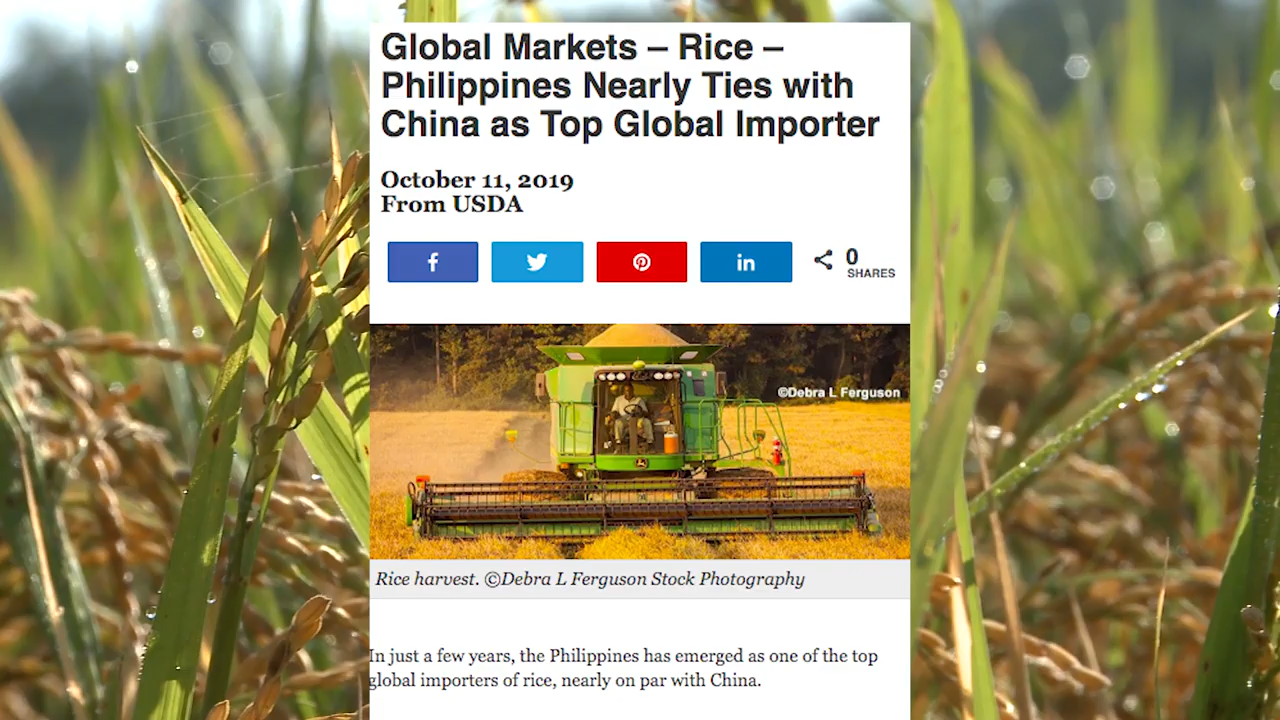 Global Markets – Rice –
Philippines Nearly Ties with
China as Top Global Importer
October 11, 2019
From USDA
0
SHARES
©Debra L Ferguson
Rice harvest. ©Debra L Ferguson Stock Photography
In just a few years, the Philippines has emerged as one of the top
global importers of rice, nearly on par with China.